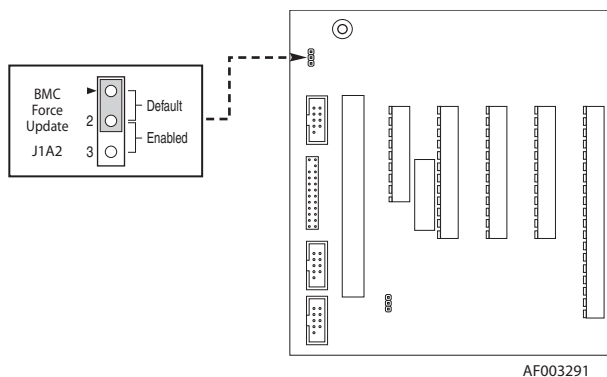 BMC
Force
Update
J1A2
2
3
Default
Enabled
AF003291